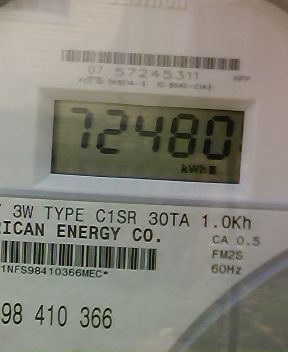 07 57245311
72480
kWh
3W TYPE C1SR 30TA 1.0Kh
RICAN ENERGY CO.
CA 0.5
FM2S
60Hz
1NFS98410366MEC*
98 410 366